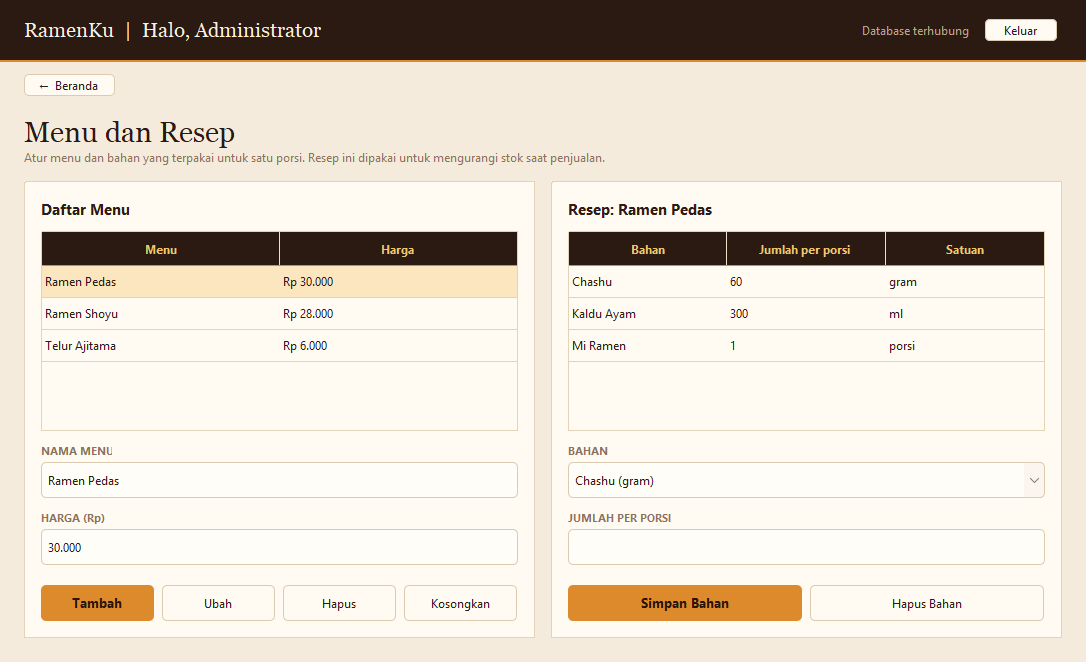 RamenKu | Halo, Administrator
Database terhubung
Keluar
← Beranda
Menu dan Resep
Atur menu dan bahan yang terpakai untuk satu porsi. Resep ini dipakai untuk mengurangi stok saat penjualan.
Daftar Menu
Menu Harga
Ramen Pedas Rp 30.000
Ramen Shoyu Rp 28.000
Telur Ajitama Rp 6.000
NAMA MENU
Ramen Pedas
HARGA (Rp)
30.000
Tambah Ubah Hapus Kosongkan
Resep: Ramen Pedas
Bahan Jumlah per porsi Satuan
Chashu 60 gram
Kaldu Ayam 300 ml
Mi Ramen 1 porsi
BAHAN
Chashu (gram)
JUMLAH PER PORSI
Simpan Bahan Hapus Bahan